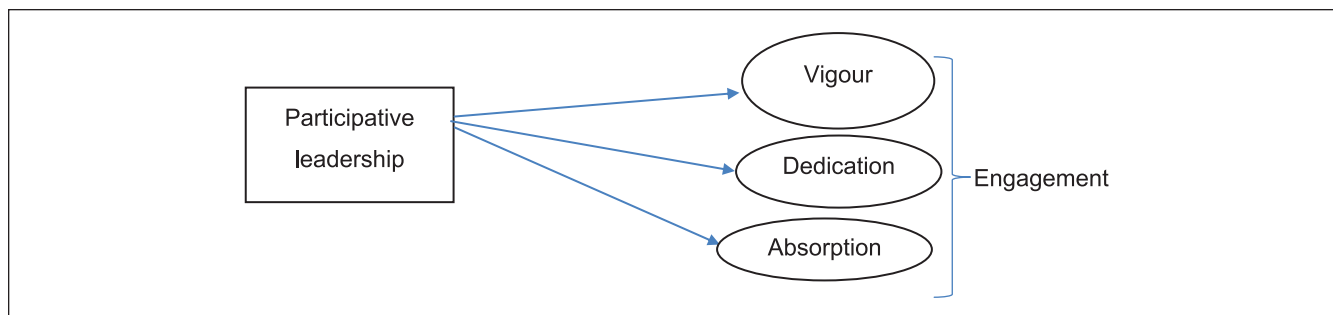 Vigour
Participative
leadership
Dedication
Engagement
Absorption